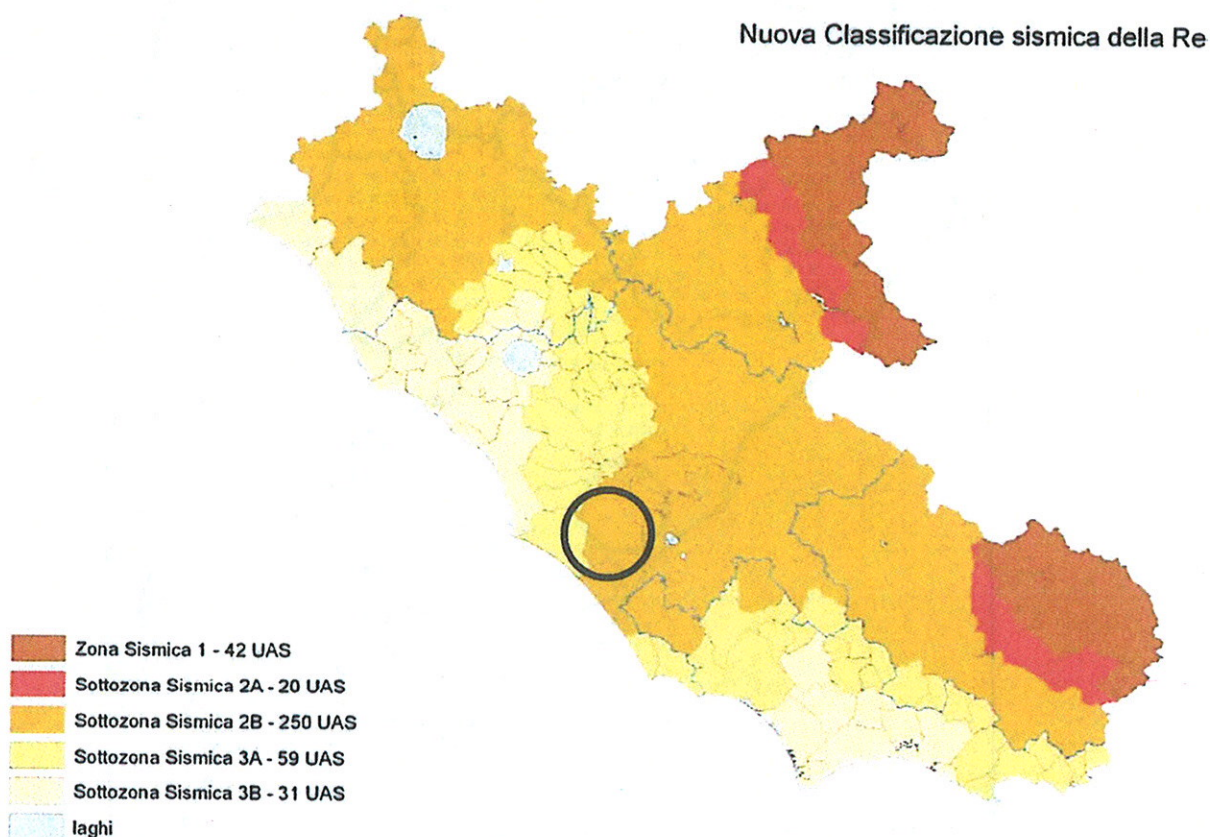 Nuova Classificazione sismica della Re
Zona Sismica 1 - 42 UAS
Sottozona Sismica 2A - 20 UAS
Sottozona Sismica 2B - 250 UAS
Sottozona Sismica 3A - 59 UAS
Sottozona Sismica 3B - 31 UAS
laghi